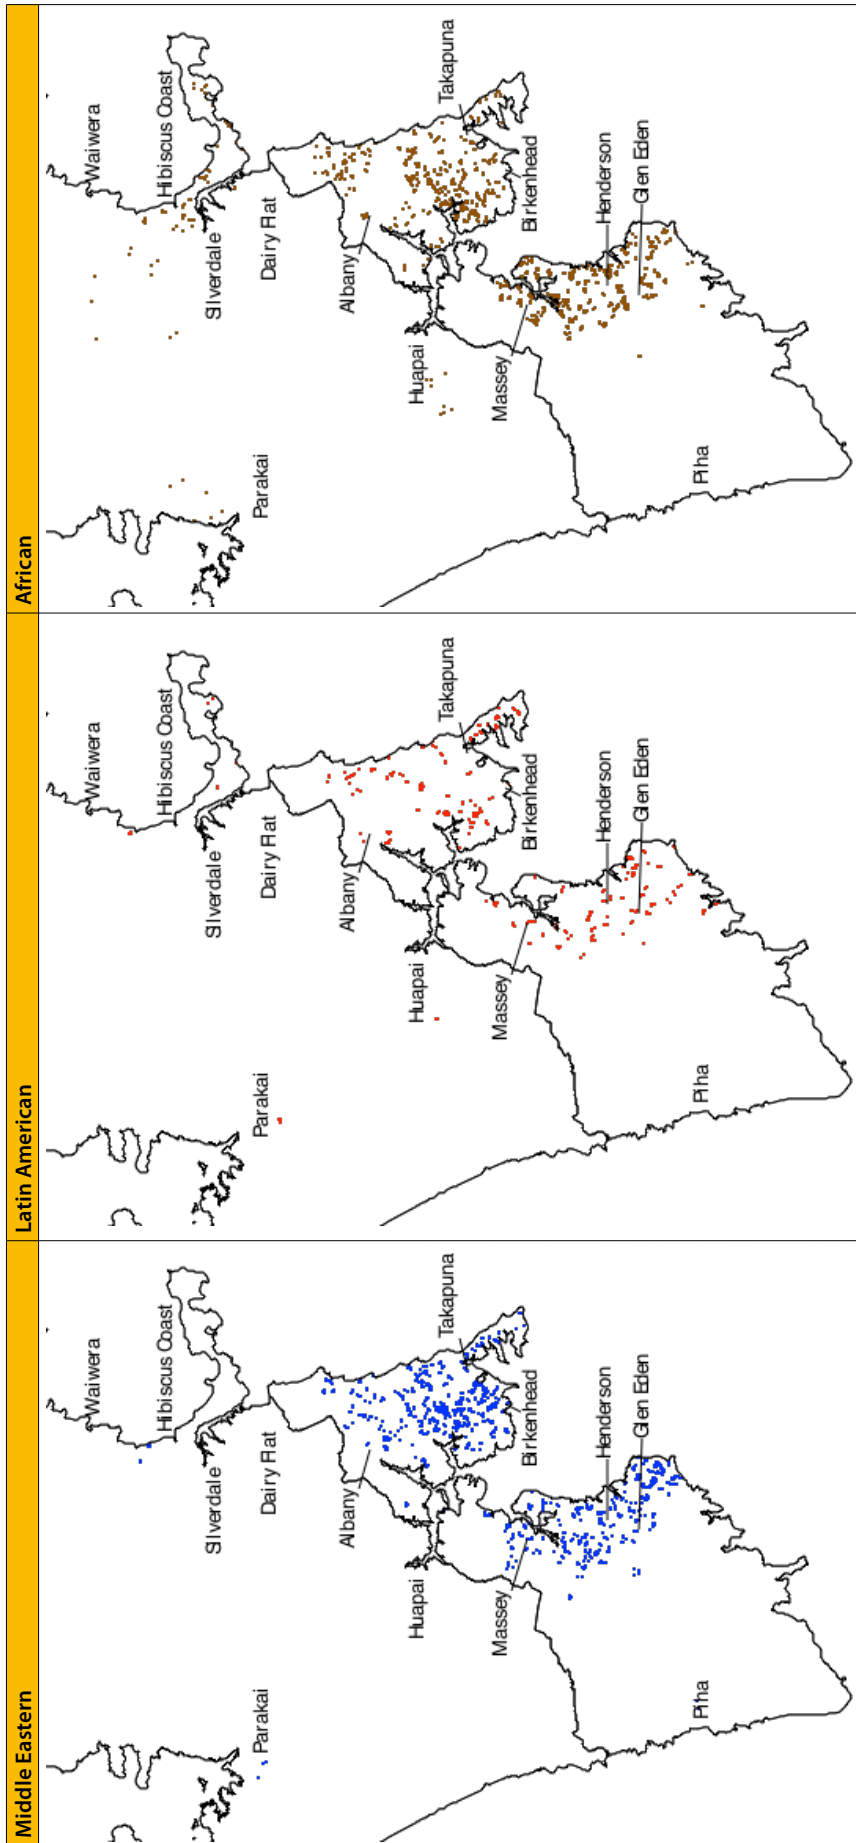 Middle Eastern
Waiwera
Hibiscus Coast
Silverdale
Parakai
Dairy Flat
Albany
Takapuna
Huapai
Birkenhead
Massey
Henderson
Glen Eden
Piha
Latin American
Waiwera
Hibiscus Coast
Silverdale
Parakai
Dairy Flat
Albany
Takapuna
Huapai
Birkenhead
Massey
Henderson
Glen Eden
Piha
African
Waiwera
Hibiscus Coast
Silverdale
Parakai
Dairy Flat
Albany
Takapuna
Huapai
Birkenhead
Massey
Henderson
Glen Eden
Piha